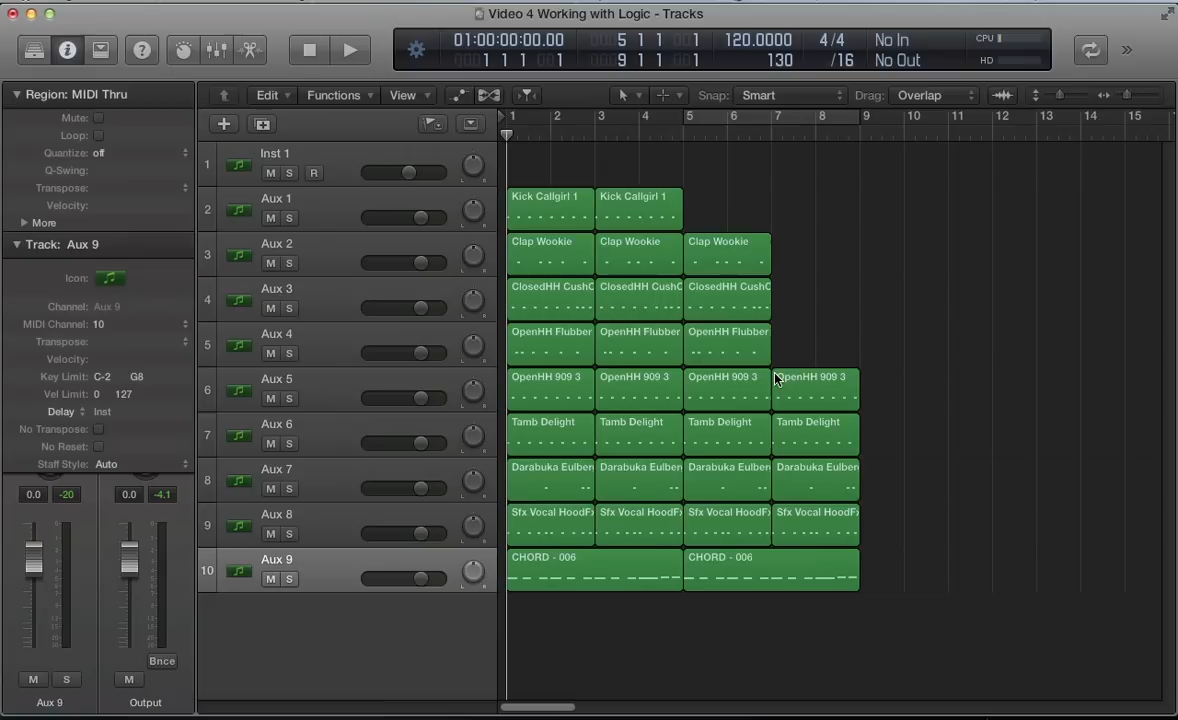 Video 4 Working with Logic - Tracks
01:00:00:00.00 5 1 1 1 120.0000 4/4 No In CPU
1 1 1 1 9 1 1 1 130 /16 No Out HD
Region: MIDI Thru
Mute:
Loop:
Quantize: off
Q-Swing:
Transpose:
Velocity:
More
Track: Aux 9
Icon:
Channel: Aux 9
MIDI Channel: 10
Transpose:
Velocity:
Key Limit: C-2 G8
Vel Limit: 0 127
Delay Inst
No Transpose:
No Reset:
Staff Style: Auto
0.0 -20 0.0 -4.1
Bnce
M S M
Aux 9 Output
Edit Functions View Snap: Smart Drag: Overlap
1 2 3 4 5 6 7 8 9 10 11 12 13 14 15
1 Inst 1
M S R L R
2 Aux 1 Kick Callgirl 1 Kick Callgirl 1
M S L R
3 Aux 2 Clap Wookie Clap Wookie Clap Wookie
M S L R
4 Aux 3 ClosedHH CushC ClosedHH CushC ClosedHH CushC
M S L R
5 Aux 4 OpenHH Flubber OpenHH Flubber OpenHH Flubber
M S L R
6 Aux 5 OpenHH 909 3 OpenHH 909 3 OpenHH 909 3 OpenHH 909 3
M S L R
7 Aux 6 Tamb Delight Tamb Delight Tamb Delight Tamb Delight
M S L R
8 Aux 7 Darabuka Eulber Darabuka Eulber Darabuka Eulber Darabuka Eulber
M S L R
9 Aux 8 Sfx Vocal HoodFx Sfx Vocal HoodFx Sfx Vocal HoodFx Sfx Vocal HoodFx
M S L R
10 Aux 9 CHORD - 006 CHORD - 006
M S L R